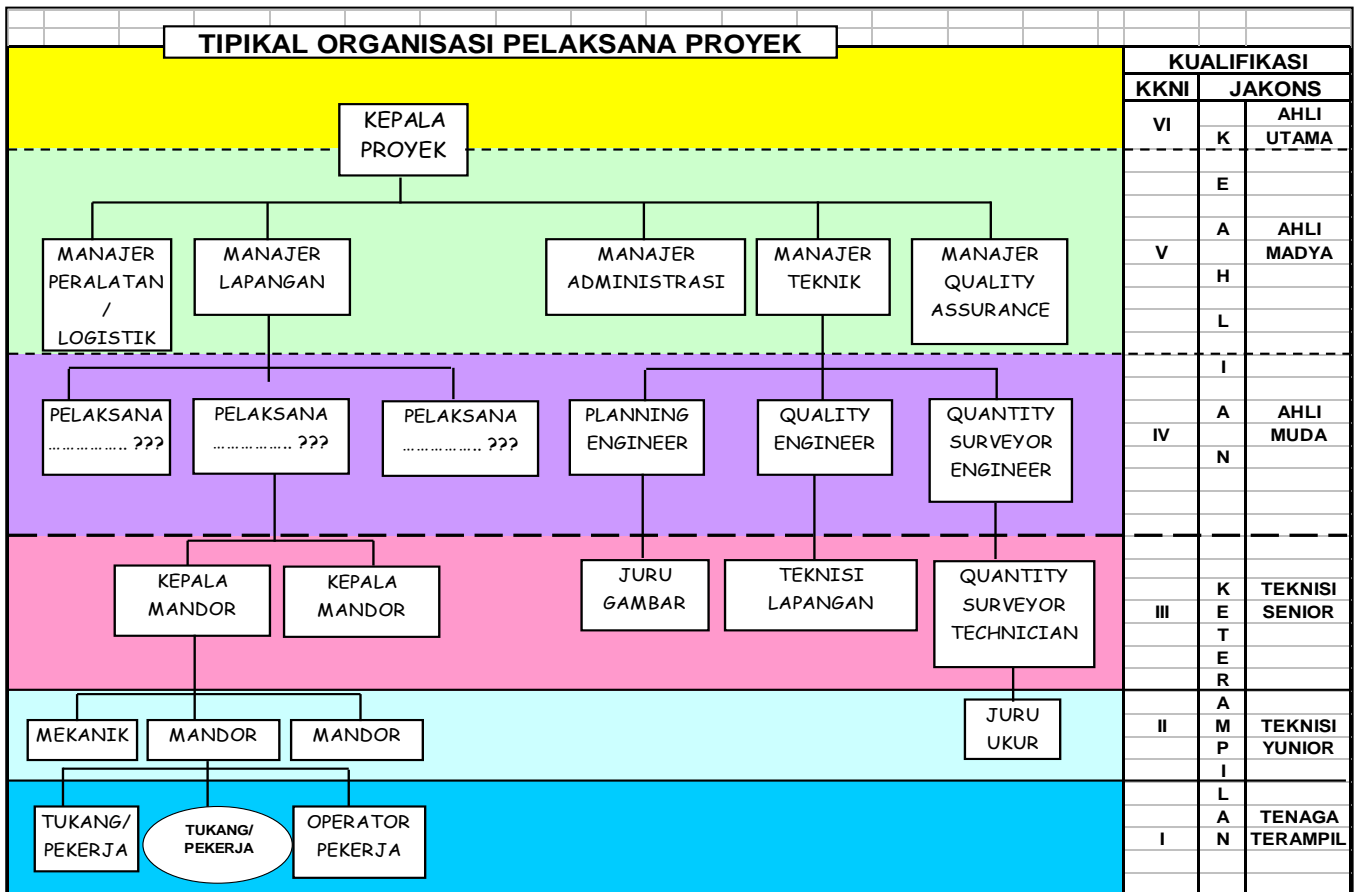 TIPIKAL ORGANISASI PELAKSANA PROYEK
KUALIFIKASI
KKNI
JAKONS
KEPALA
PROYEK
VI
AHLI
UTAMA
MANAJER
PERALATAN
/
LOGISTIK
MANAJER
LAPANGAN
MANAJER
ADMINISTRASI
MANAJER
TEKNIK
MANAJER
QUALITY
ASSURANCE
V
AHLI
MADYA
PELAKSANA
…………….. ???
PELAKSANA
…………….. ???
PELAKSANA
…………….. ???
PLANNING
ENGINEER
QUALITY
ENGINEER
QUANTITY
SURVEYOR
ENGINEER
IV
AHLI
MUDA
K
E
A
H
L
I
A
N
KEPALA
MANDOR
KEPALA
MANDOR
JURU
GAMBAR
TEKNISI
LAPANGAN
QUANTITY
SURVEYOR
TECHNICIAN
III
TEKNISI
SENIOR
MEKANIK
MANDOR
MANDOR
JURU
UKUR
II
TEKNISI
YUNIOR
TUKANG/
PEKERJA
TUKANG/
PEKERJA
OPERATOR
PEKERJA
I
TENAGA
TERAMPIL
K
E
T
E
R
A
M
P
I
L
A
N